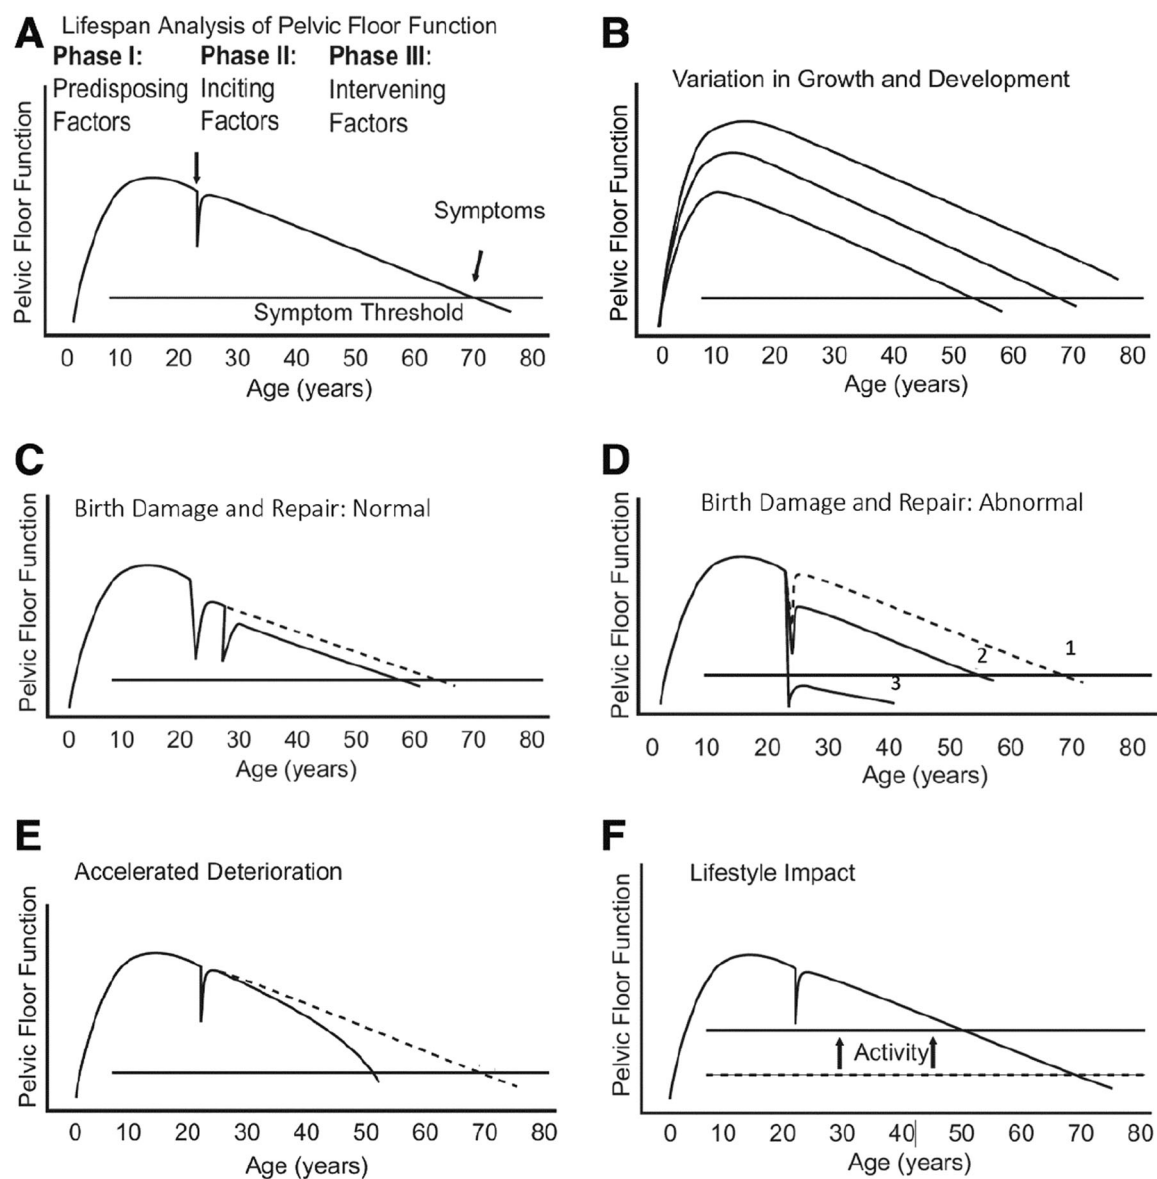 A
Lifespan Analysis of Pelvic Floor Function
Phase I: Phase II: Phase III:
Predisposing Inciting Intervening
Factors Factors Factors
Pelvic Floor Function
Symptoms
Symptom Threshold
0 10 20 30 40 50 60 70 80
Age (years)
B
Variation in Growth and Development
Pelvic Floor Function
0 10 20 30 40 50 60 70 80
Age (years)
C
Birth Damage and Repair: Normal
Pelvic Floor Function
0 10 20 30 40 50 60 70 80
Age (years)
D
Birth Damage and Repair: Abnormal
Pelvic Floor Function
1
2
3
0 10 20 30 40 50 60 70 80
Age (years)
E
Accelerated Deterioration
Pelvic Floor Function
0 10 20 30 40 50 60 70 80
Age (years)
F
Lifestyle Impact
Pelvic Floor Function
Activity
0 10 20 30 40 50 60 70 80
Age (years)